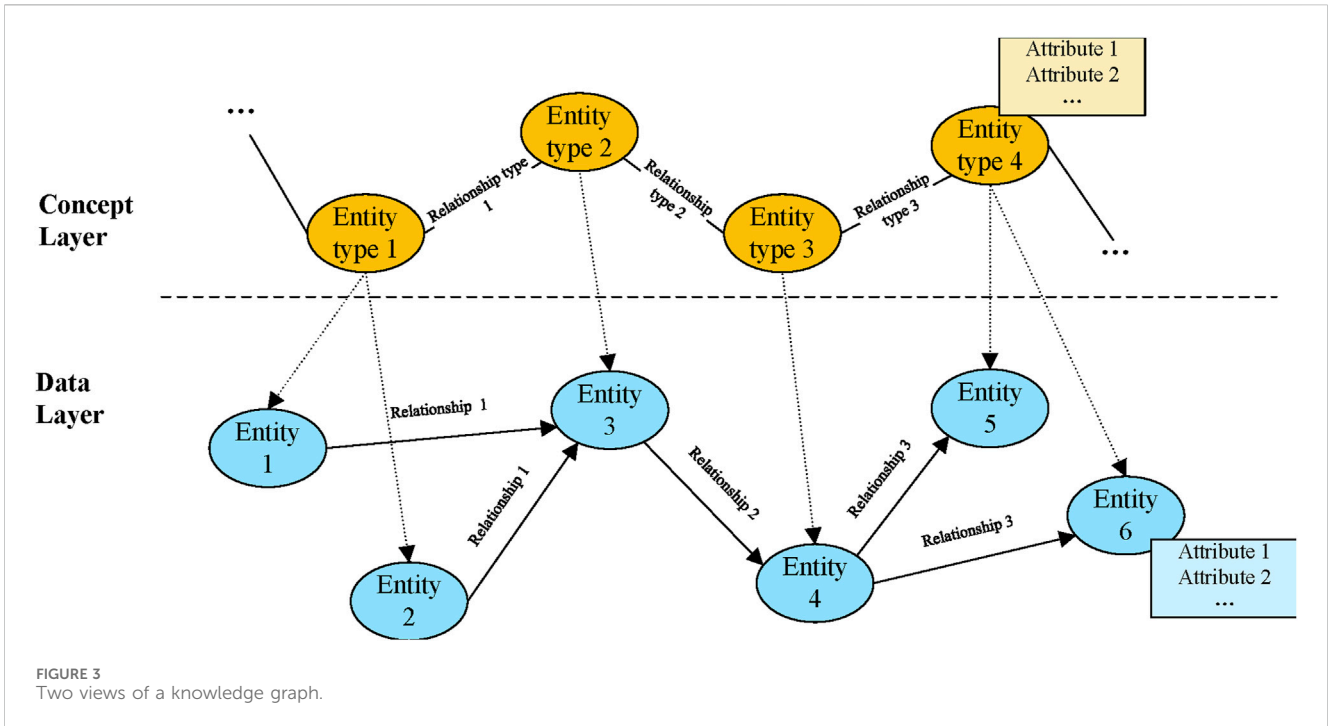 Attribute 1
Attribute 2
...
...
Entity
type 2
Entity
type 4
Relationship type
1
Relationship
type 2
Relationship
type 3
Concept
Layer
Entity
type 1
Entity
type 3
...
Data
Layer
Entity
1
Relationship 1
Entity
3
Entity
5
Relationship 1
Relationship 2
Relationship 3
Relationship 3
Entity
2
Entity
4
Entity
6
Attribute 1
Attribute 2
...
FIGURE 3
Two views of a knowledge graph.